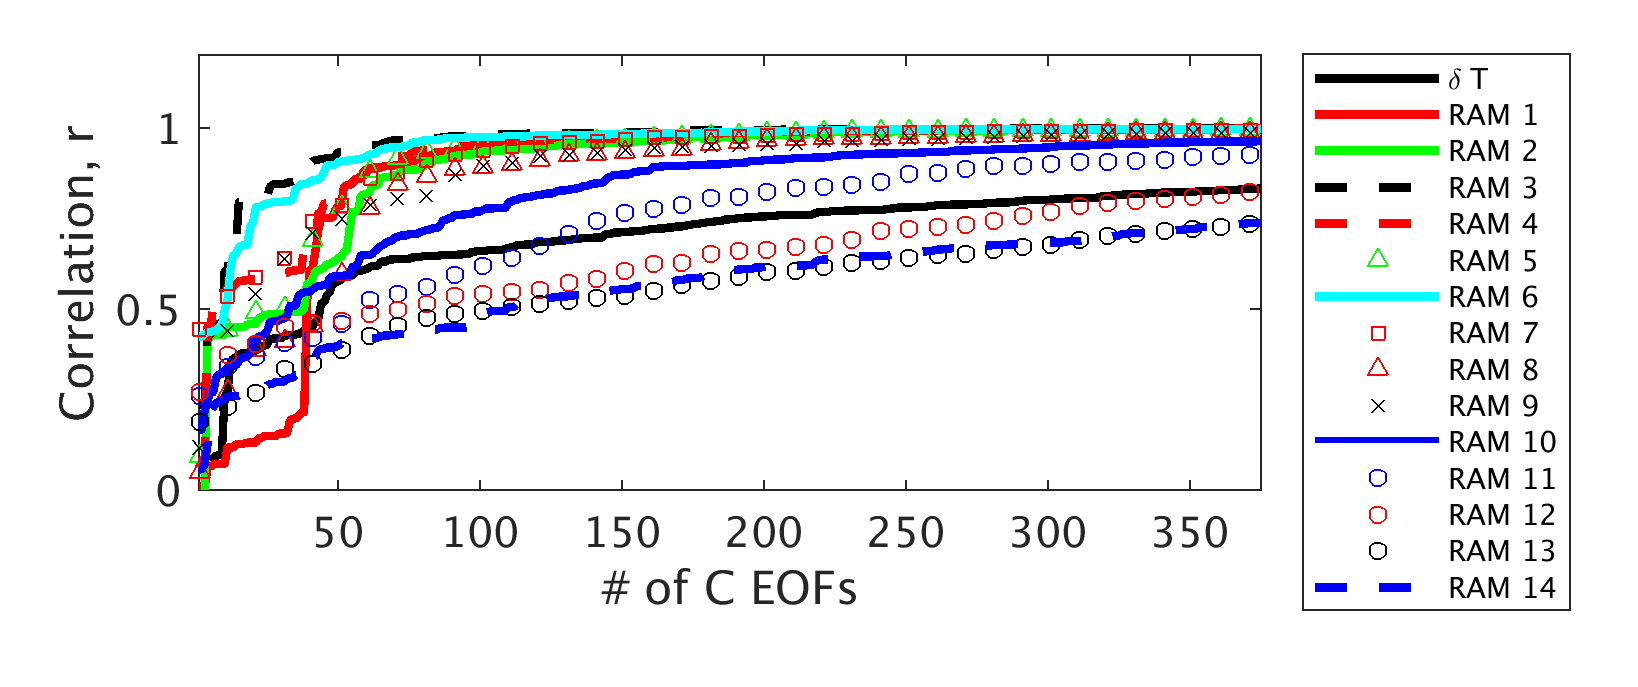 Correlation, r
1
0.5
0
50 100 150 200 250 300 350
# of C EOFs
δ T
RAM 1
RAM 2
RAM 3
RAM 4
RAM 5
RAM 6
RAM 7
RAM 8
RAM 9
RAM 10
RAM 11
RAM 12
RAM 13
RAM 14